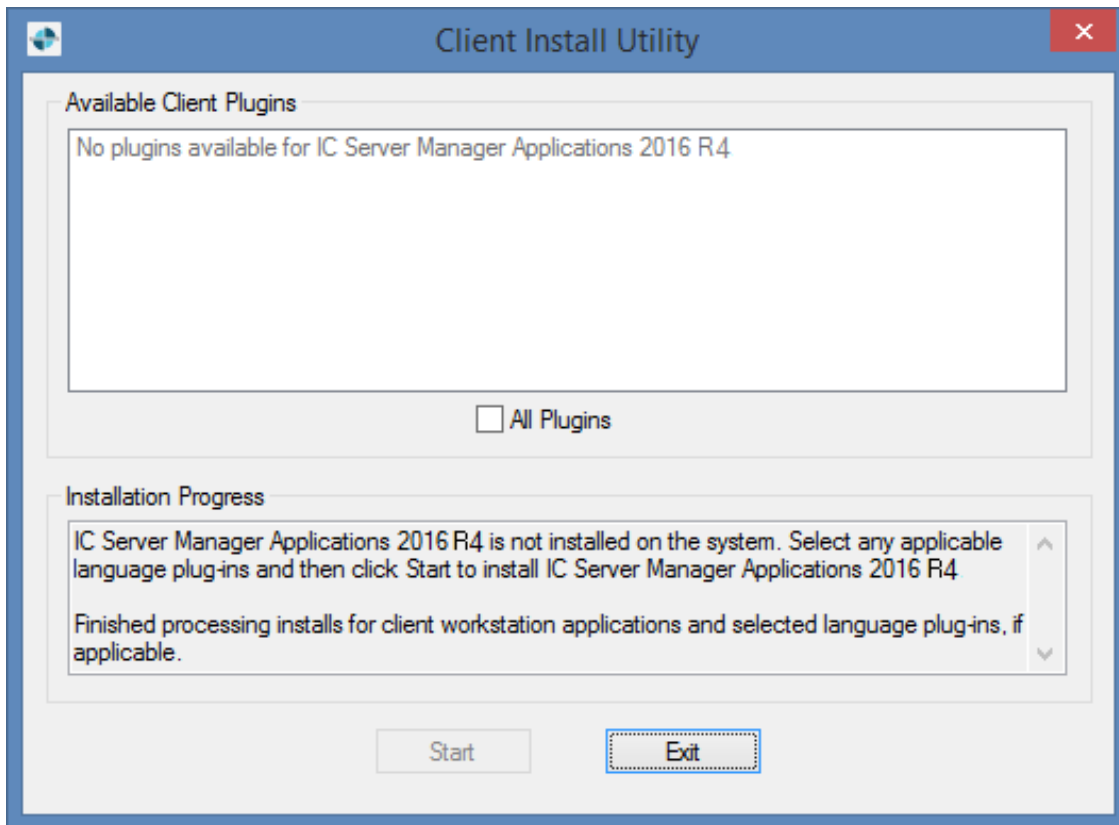 Client Install Utility
Available Client Plugins
No plugins available for IC Server Manager Applications 2016 R4
All Plugins
Installation Progress
IC Server Manager Applications 2016 R4 is not installed on the system. Select any applicable
language plug-ins and then click Start to install IC Server Manager Applications 2016 R4
Finished processing installs for client workstation applications and selected language plug-ins, if
applicable.
Start
Exit